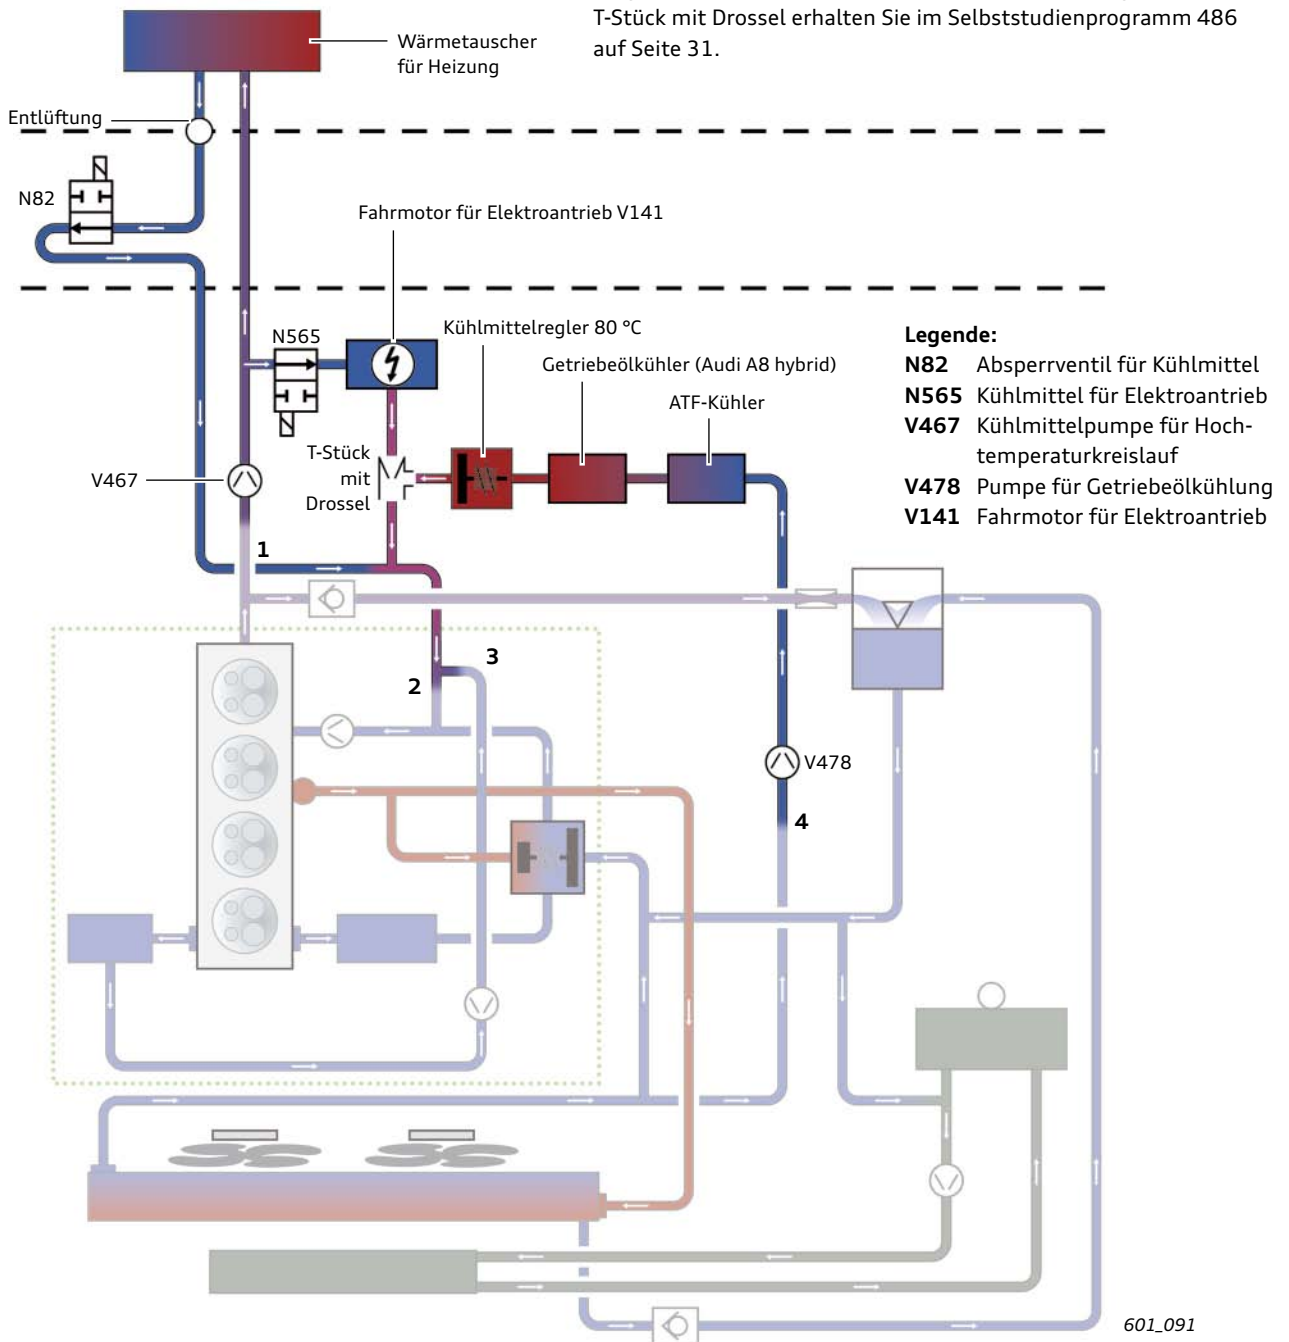 T-Stück mit Drossel erhalten Sie im Selbststudienprogramm 486
auf Seite 31.
Wärmetauscher
für Heizung
Entlüftung
N82
Fahrmotor für Elektroantrieb V141
N565
Kühlmittelregler 80 °C
Getriebeölkühler (Audi A8 hybrid)
ATF-Kühler
T-Stück
mit
Drossel
V467
Legende:
N82 Absperrventil für Kühlmittel
N565 Kühlmittel für Elektroantrieb
V467 Kühlmittelpumpe für Hoch-
temperaturkreislauf
V478 Pumpe für Getriebeölkühlung
V141 Fahrmotor für Elektroantrieb
1
3
2
V478
4
601_091